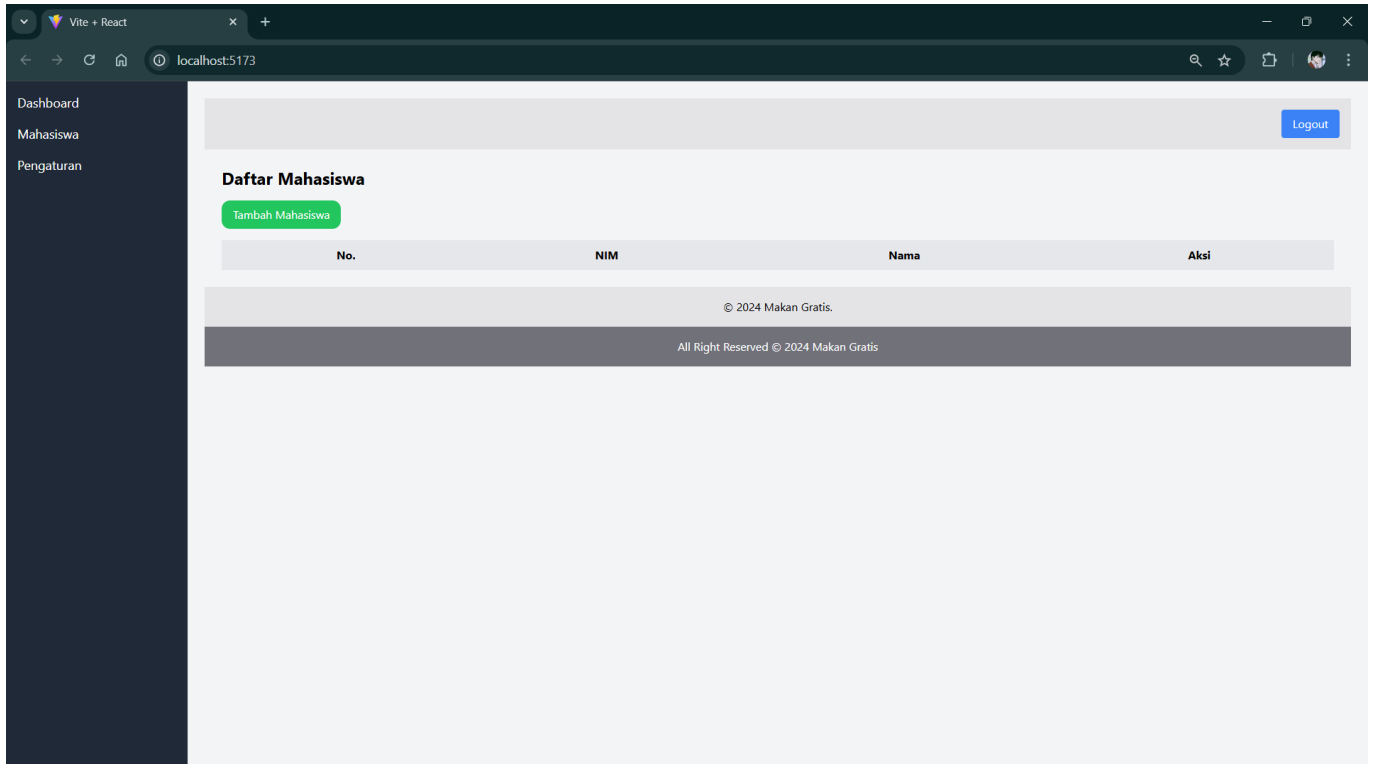 Vite + React
localhost:5173
Dashboard
Mahasiswa
Pengaturan
Logout
Daftar Mahasiswa
Tambah Mahasiswa
No. NIM Nama Aksi
© 2024 Makan Gratis.
All Right Reserved © 2024 Makan Gratis